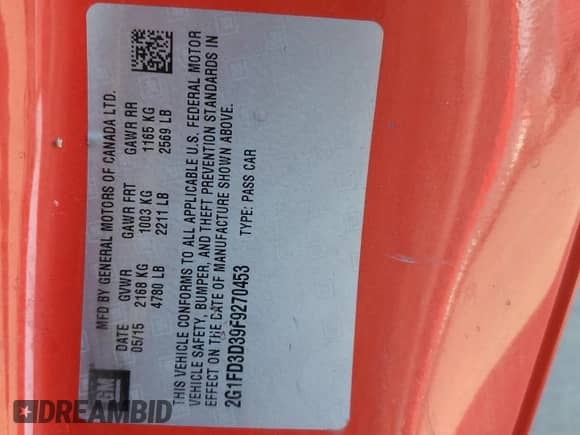 MFD BY GENERAL MOTORS OF CANADA LTD.
DATE GVWR GAWR FRT GAWR RR
05/15 2168 KG 1003 KG 1165 KG
4780 LB 2211 LB 2569 LB
THIS VEHICLE CONFORMS TO ALL APPLICABLE U.S. FEDERAL MOTOR
VEHICLE SAFETY, BUMPER, AND THEFT PREVENTION STANDARDS IN
EFFECT ON THE DATE OF MANUFACTURE SHOWN ABOVE.
2G1FD3D39F9270453 TYPE: PASS CAR
GM
DREAMBID